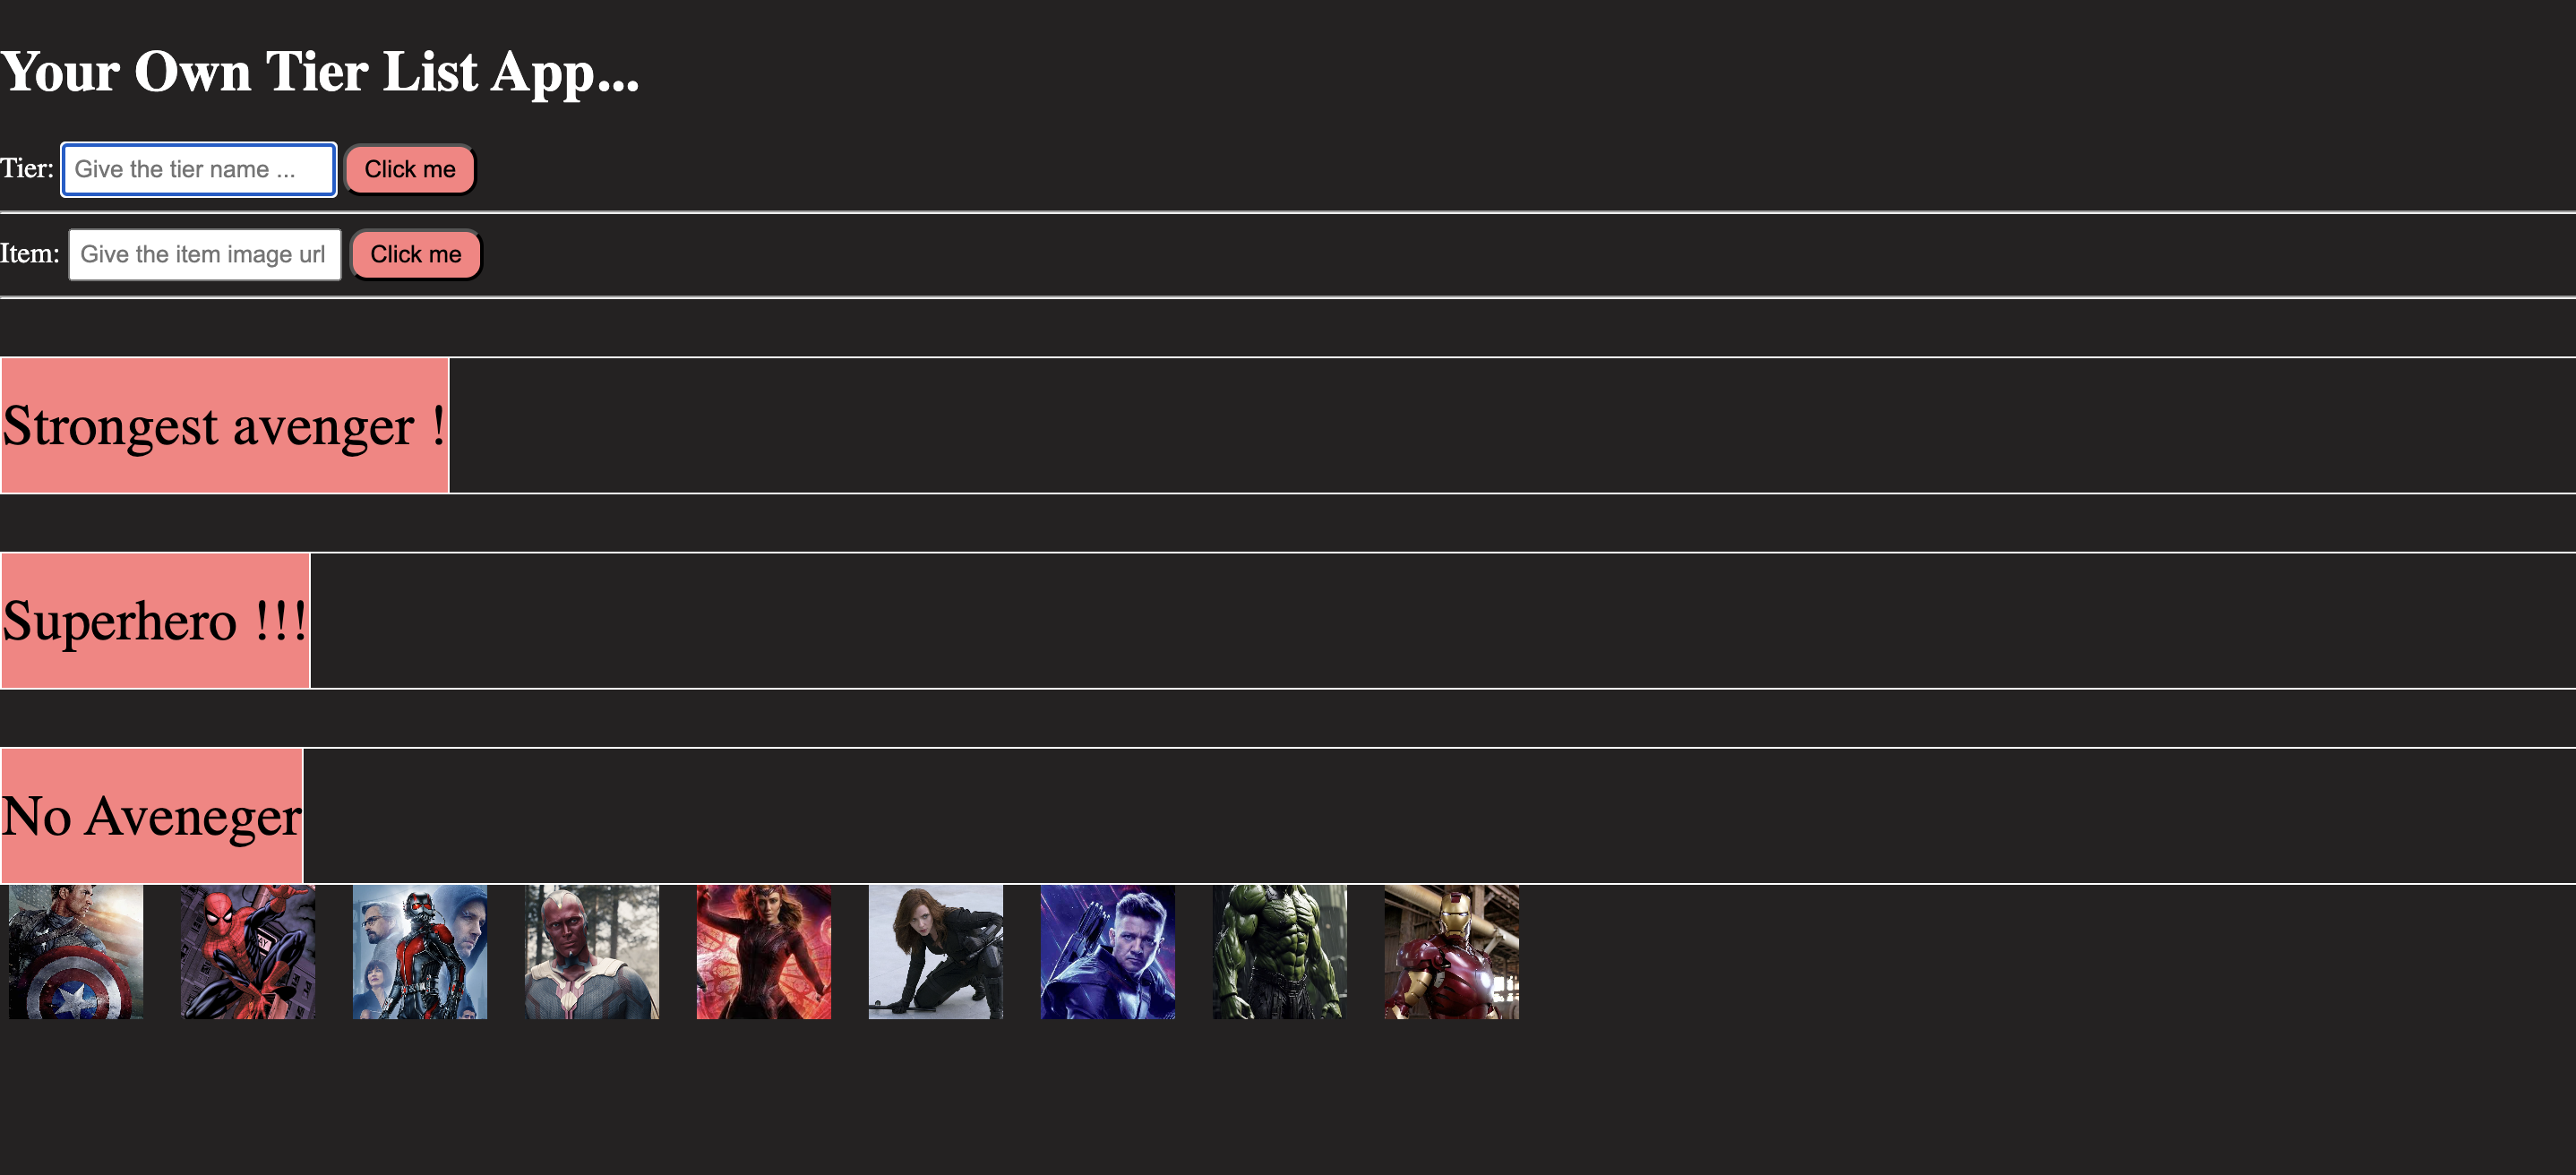 Your Own Tier List App...
Tier: Give the tier name ... Click me
Item: Give the item image url Click me
Strongest avenger !
Superhero !!!
No Aveneger